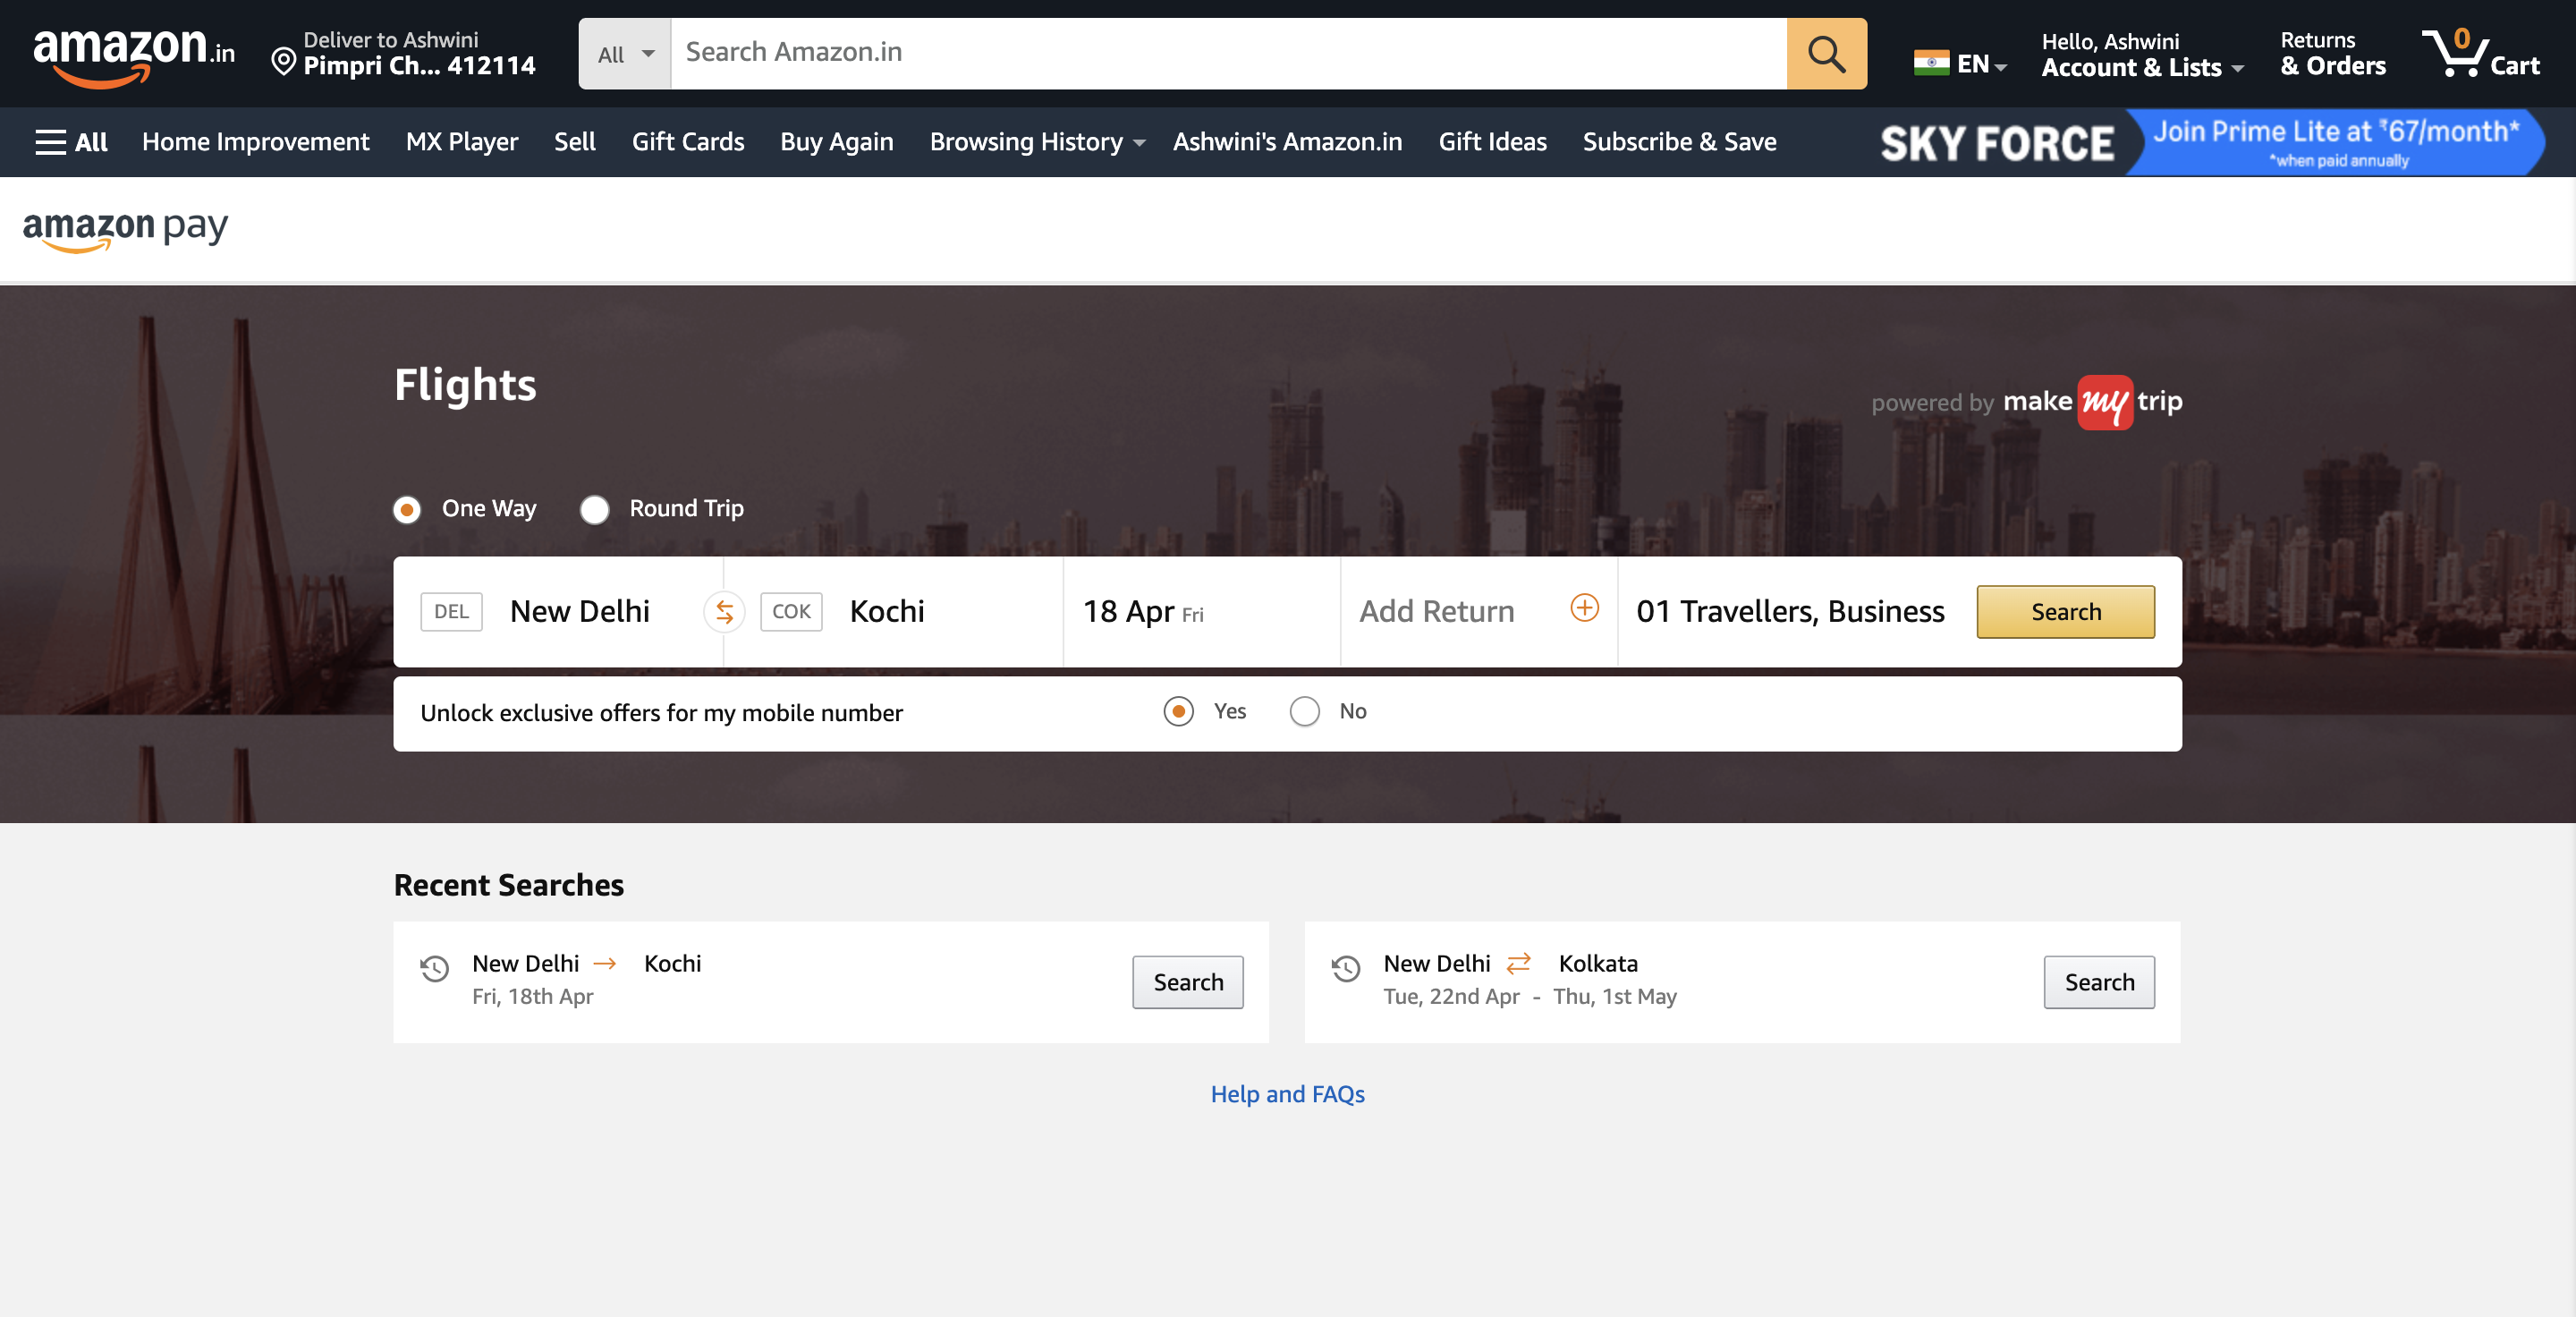 amazon.in
Deliver to Ashwini
Pimpri Ch... 412114
All
Search Amazon.in
EN
Hello, Ashwini
Account & Lists
Returns
& Orders
0
Cart
All
Home Improvement
MX Player
Sell
Gift Cards
Buy Again
Browsing History
Ashwini's Amazon.in
Gift Ideas
Subscribe & Save
SKY FORCE
Join Prime Lite at ₹67/month*
*when paid annually
amazon pay
Flights
powered by make my trip
One Way
Round Trip
DEL
New Delhi
COK
Kochi
18 Apr Fri
Add Return
01 Travellers, Business
Search
Unlock exclusive offers for my mobile number
Yes
No
Recent Searches
New Delhi → Kochi
Fri, 18th Apr
Search
New Delhi ⇄ Kolkata
Tue, 22nd Apr - Thu, 1st May
Search
Help and FAQs